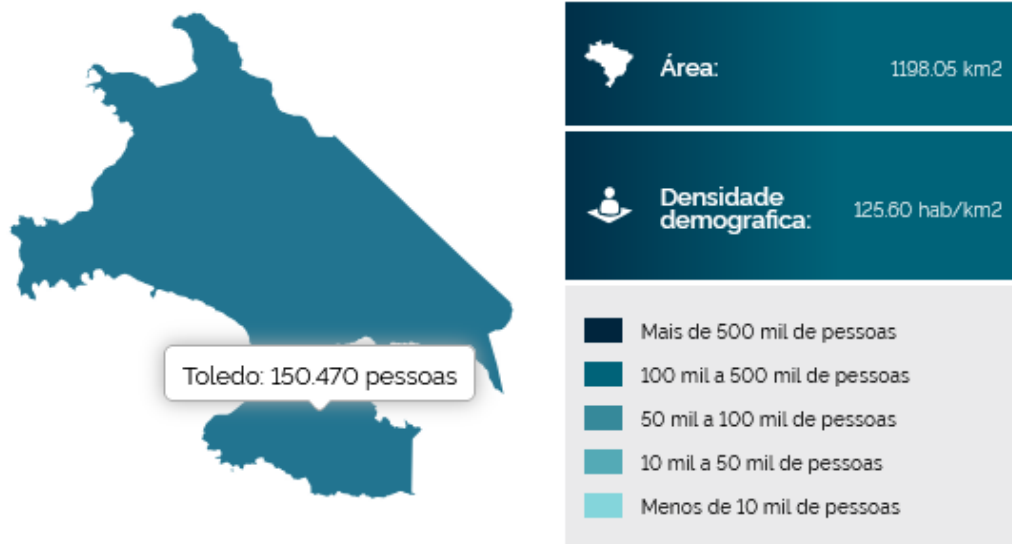 Área:
1198.05 km2
Densidade
demografica:
125.60 hab/km2
Toledo: 150.470 pessoas
Mais de 500 mil de pessoas
100 mil a 500 mil de pessoas
50 mil a 100 mil de pessoas
10 mil a 50 mil de pessoas
Menos de 10 mil de pessoas